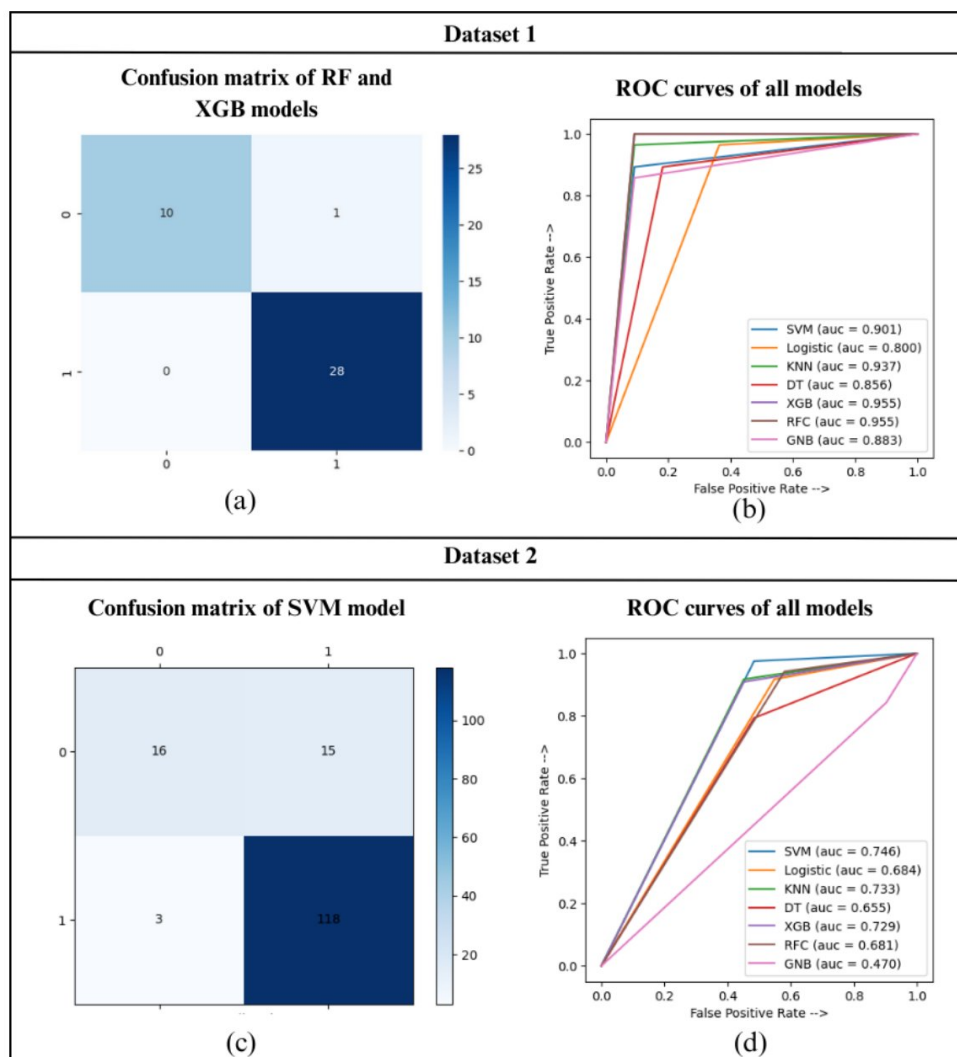 Dataset 1
Confusion matrix of RF and
XGB models
10
1
0
28
0
1
0
1
25
20
15
10
5
0
(a)
ROC curves of all models
1.0
0.8
0.6
0.4
0.2
0.0
True Positive Rate -->
SVM (auc = 0.901)
Logistic (auc = 0.800)
KNN (auc = 0.937)
DT (auc = 0.856)
XGB (auc = 0.955)
RFC (auc = 0.955)
GNB (auc = 0.883)
0.0 0.2 0.4 0.6 0.8 1.0
False Positive Rate -->
(b)
Dataset 2
Confusion matrix of SVM model
0
1
0
1
16
15
3
118
100
80
60
40
20
(c)
ROC curves of all models
1.0
0.8
0.6
0.4
0.2
0.0
True Positive Rate -->
SVM (auc = 0.746)
Logistic (auc = 0.684)
KNN (auc = 0.733)
DT (auc = 0.655)
XGB (auc = 0.729)
RFC (auc = 0.681)
GNB (auc = 0.470)
0.0 0.2 0.4 0.6 0.8 1.0
False Positive Rate -->
(d)